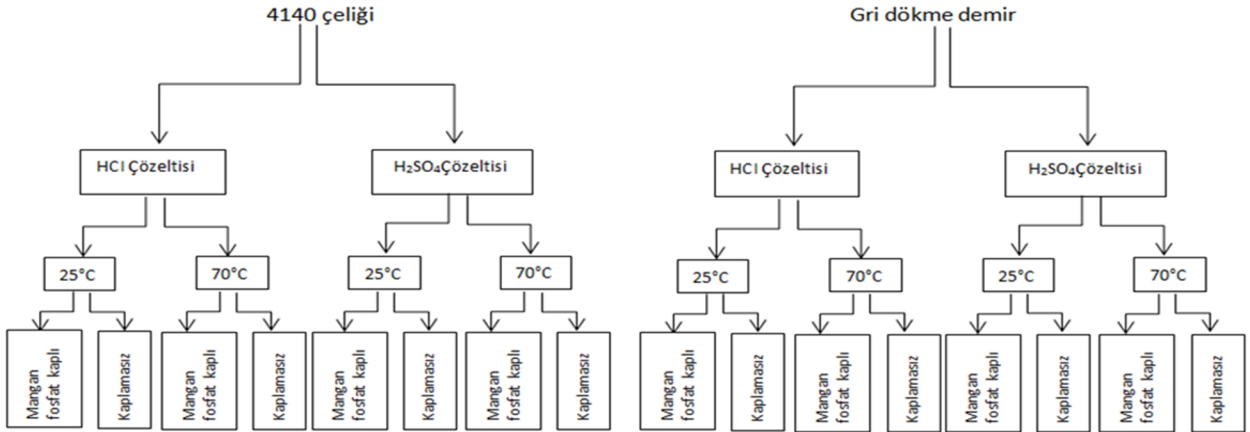 4140 çeliği
Gri dökme demir
HCI Çözeltisi
H₂SO₄Çözeltisi
HCI Çözeltisi
H₂SO₄Çözeltisi
25°C
70°C
25°C
70°C
25°C
70°C
25°C
70°C
Mangan
fosfat kaplı
Kaplamasız
Mangan
fosfat kaplı
Kaplamasız
Mangan
fosfat kaplı
Kaplamasız
Mangan
fosfat kaplı
Kaplamasız
Mangan
fosfat kaplı
Kaplamasız
Mangan
fosfat kaplı
Kaplamasız
Mangan
fosfat kaplı
Kaplamasız
Mangan
fosfat kaplı
Kaplamasız